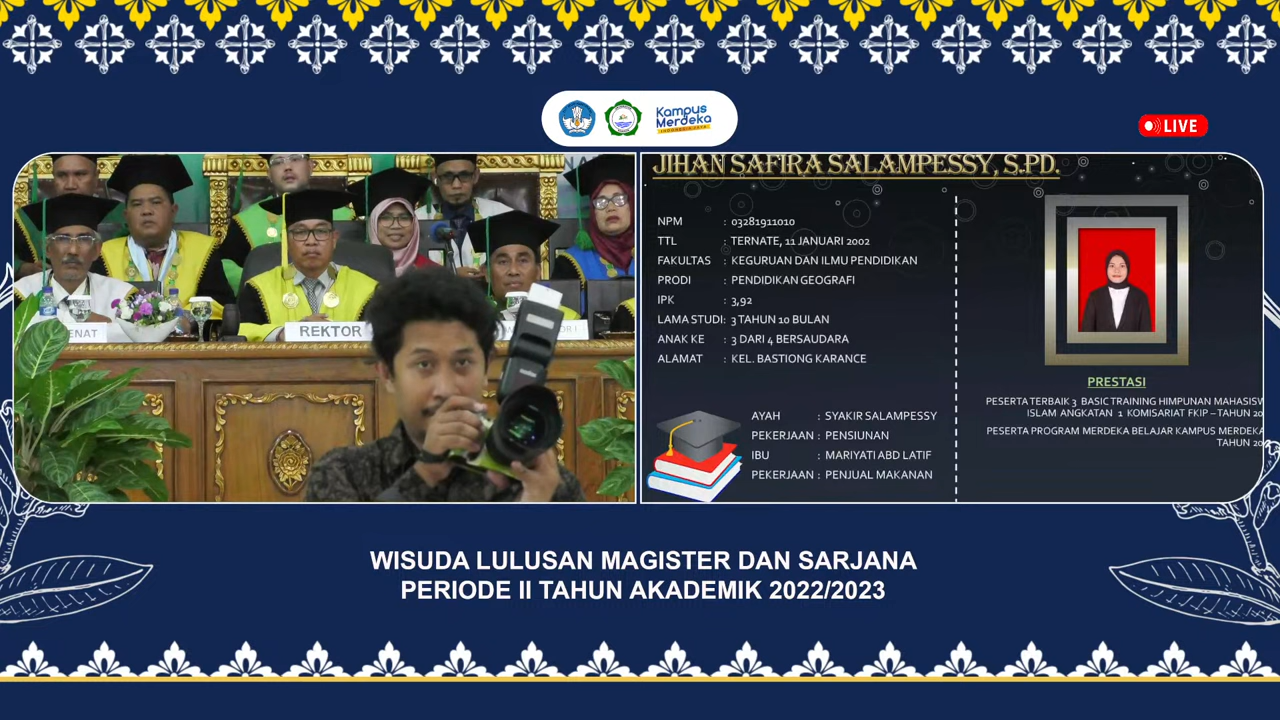 Kampus
Merdeka
INDONESIA JAYA
LIVE
ENAT
REKTOR
JIHAN SAFIRA SALAMPESSY, S.PD.
NPM : 03281911010
TTL : TERNATE, 11 JANUARI 2002
FAKULTAS : KEGURUAN DAN ILMU PENDIDIKAN
PRODI : PENDIDIKAN GEOGRAFI
IPK : 3,92
LAMA STUDI: 3 TAHUN 10 BULAN
ANAK KE : 3 DARI 4 BERSAUDARA
ALAMAT : KEL. BASTIONG KARANCE
AYAH : SYAKIR SALAMPESSY
PEKERJAAN : PENSIUNAN
IBU : MARIYATI ABD LATIF
PEKERJAAN : PENJUAL MAKANAN
PRESTASI
PESERTA TERBAIK 3 BASIC TRAINING HIMPUNAN MAHASISW
ISLAM ANGKATAN 1 KOMISARIAT FKIP – TAHUN 20
PESERTA PROGRAM MERDEKA BELAJAR KAMPUS MERDEKA
TAHUN 20
WISUDA LULUSAN MAGISTER DAN SARJANA
PERIODE II TAHUN AKADEMIK 2022/2023